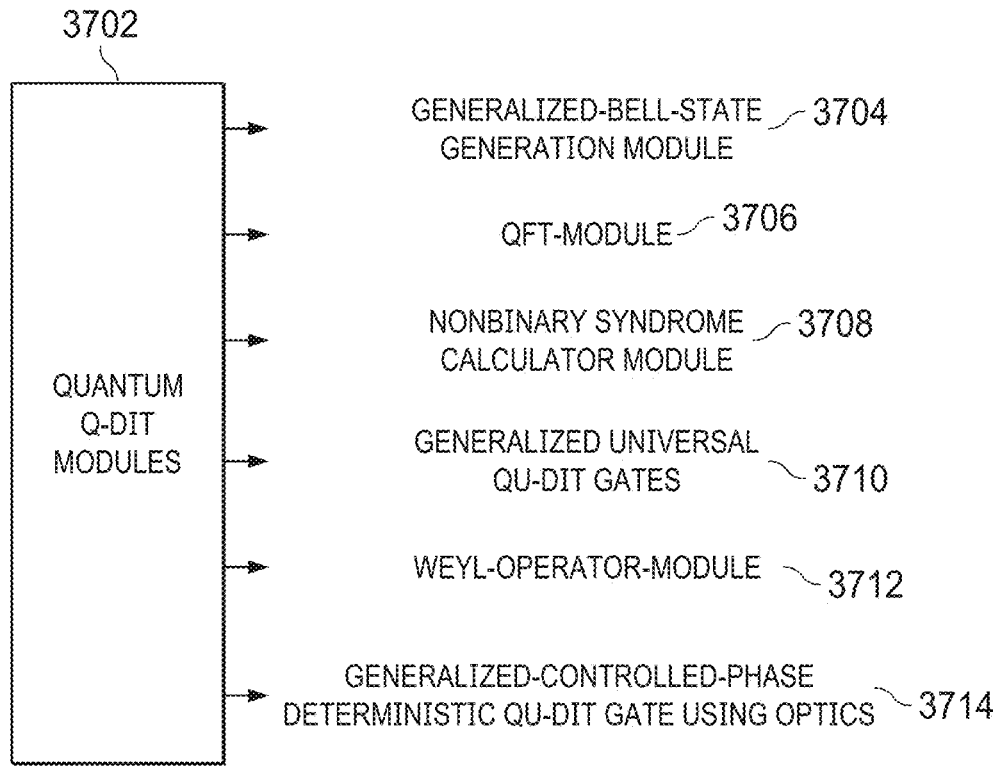 3702
QUANTUM
Q-DIT
MODULES
GENERALIZED-BELL-STATE
GENERATION MODULE
3704
QFT-MODULE
3706
NONBINARY SYNDROME
CALCULATOR MODULE
3708
GENERALIZED UNIVERSAL
QU-DIT GATES
3710
WEYL-OPERATOR-MODULE
3712
GENERALIZED-CONTROLLED-PHASE
DETERMINISTIC QU-DIT GATE USING OPTICS
3714